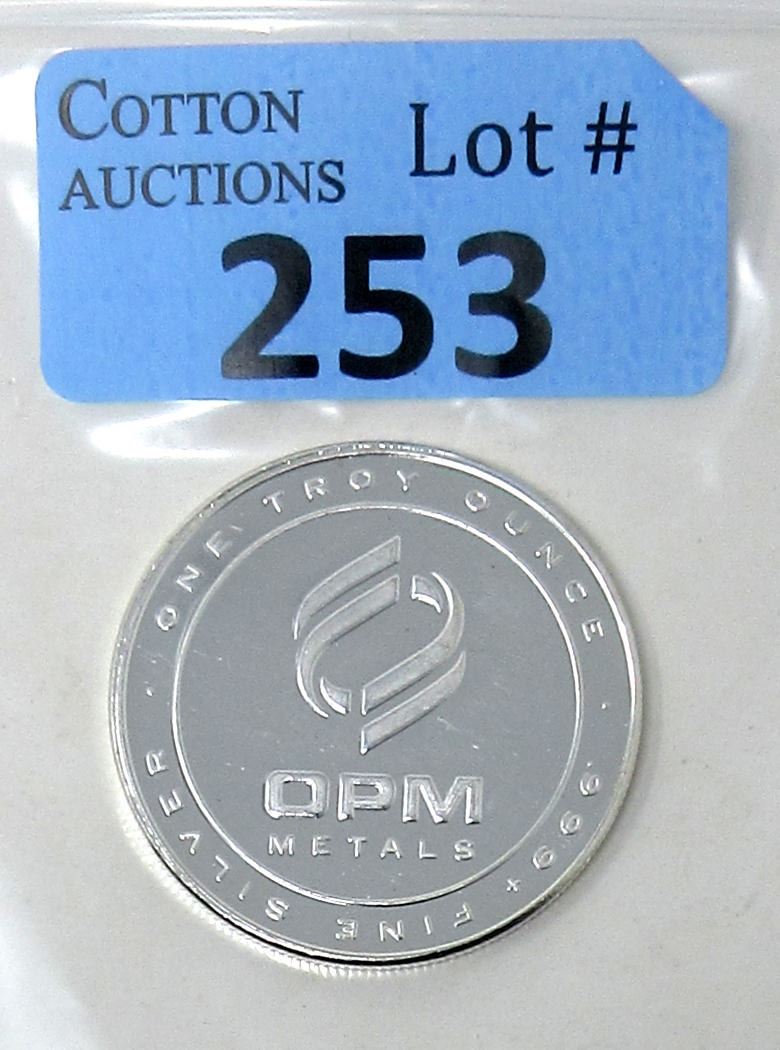 COTTON
AUCTIONS
Lot #
253
ONE TROY OUNCE · .999+ FINE SILVER ·
OPM
METALS